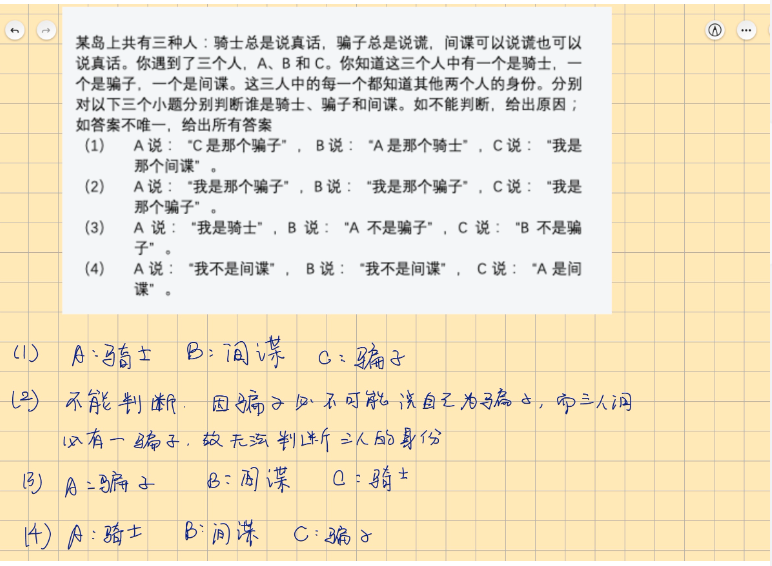 某岛上共有三种人：骑士总是说真话，骗子总是说谎，间谍可以说谎也可以
说真话。你遇到了三个人，A、B 和 C。你知道这三个人中有一个是骑士，一
个是骗子，一个是间谍。这三人中的每一个都知道其他两个人的身份。分别
对以下三个小题分别判断谁是骑士、骗子和间谍。如不能判断，给出原因；
如答案不唯一，给出所有答案
(1) A 说：“C 是那个骗子”，B 说：“A 是那个骑士”，C 说：“我是
那个间谍”。
(2) A 说：“我是那个骗子”，B 说：“我是那个骗子”，C 说：“我是
那个骗子”。
(3) A 说：“我是骑士”，B 说：“A 不是骗子”，C 说：“B 不是骗
子”。
(4) A 说：“我不是间谍”，B 说：“我不是间谍”，C 说：“A 是间
谍”。
(1) A:骑士 B:间谍 C:骗子
(2) 不能判断. 因骗子必不可能说自己为骗子，而三人间
必有一骗子，故无法判断三人的身份
(3) A:骗子 B:间谍 C:骑士
(4) A:骑士 B:间谍 C:骗子